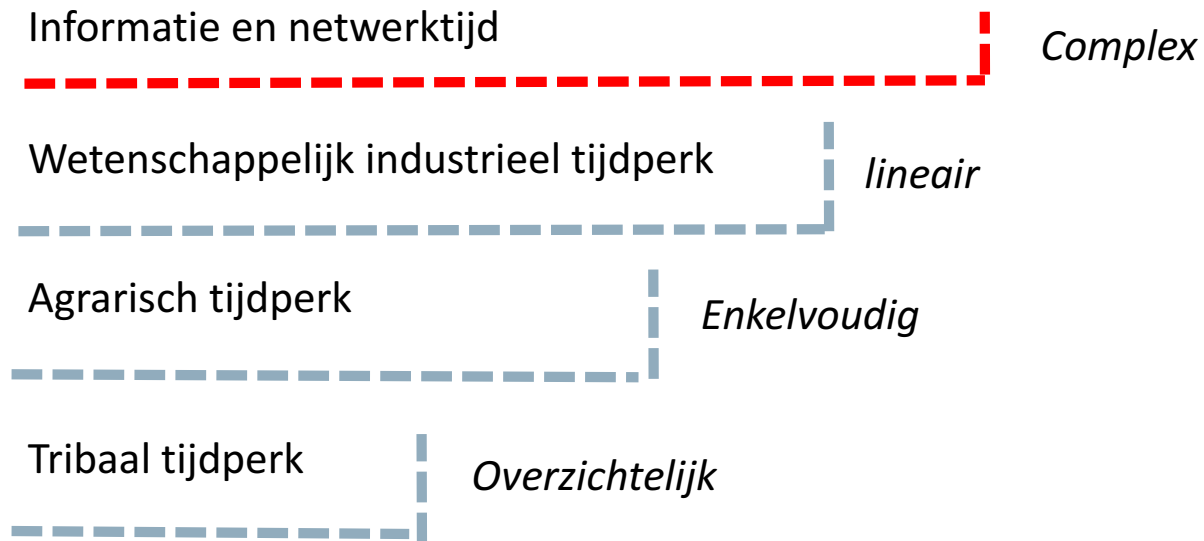 Informatie en netwerktijd
Complex
Wetenschappelijk industrieel tijdperk
lineair
Agrarisch tijdperk
Enkelvoudig
Tribaal tijdperk
Overzichtelijk